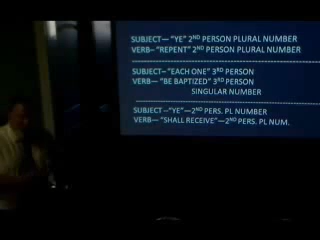 SUBJECT— "YE" 2ND PERSON PLURAL NUMBER
VERB— "REPENT" 2ND PERSON PLURAL NUMBER
SUBJECT— "EACH ONE" 3RD PERSON
VERB— "BE BAPTIZED" 3RD PERSON
SINGULAR NUMBER
SUBJECT —"YE"—2ND PERS. PL NUMBER
VERB— "SHALL RECEIVE"—2ND PERS. PL NUM.